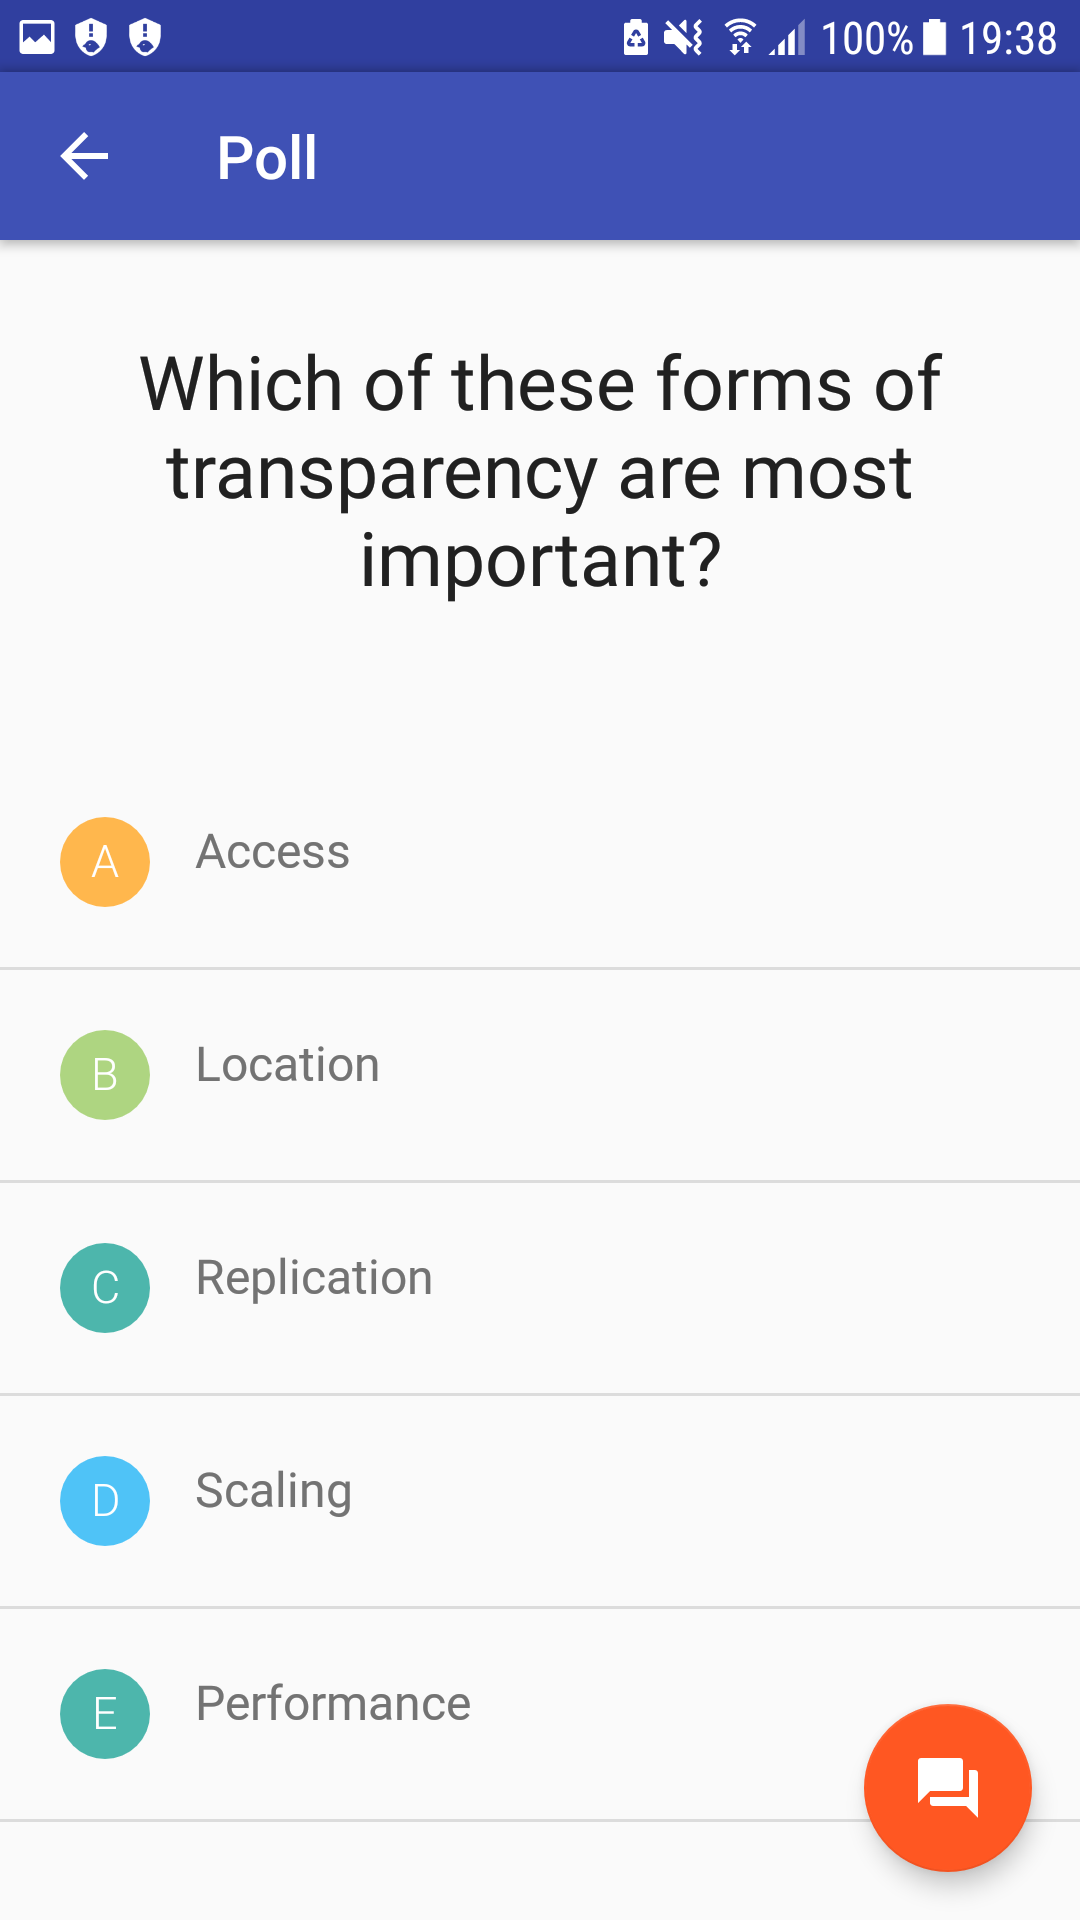 100% 19:38
Poll
Which of these forms of
transparency are most
important?
A Access
B Location
C Replication
D Scaling
E Performance